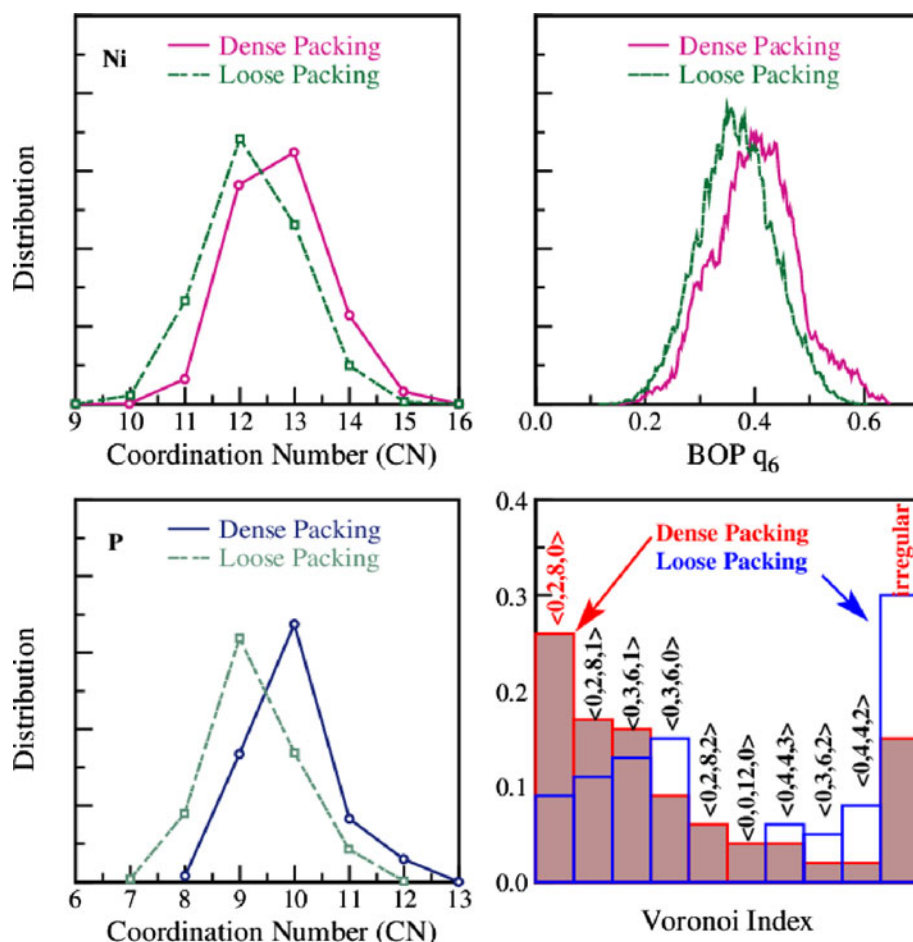 Ni
Dense Packing
Loose Packing
Distribution
9 10 11 12 13 14 15 16
Coordination Number (CN)
Dense Packing
Loose Packing
0.0 0.2 0.4 0.6
BOP q6
P
Dense Packing
Loose Packing
Distribution
6 7 8 9 10 11 12 13
Coordination Number (CN)
0.4
0.3
0.2
0.1
0.0
Dense Packing
Loose Packing
<0,2,8,0>
<0,2,8,1>
<0,3,6,1>
<0,3,6,0>
<0,2,8,2>
<0,0,12,0>
<0,4,4,3>
<0,3,6,2>
<0,4,4,2>
irregular
Voronoi Index